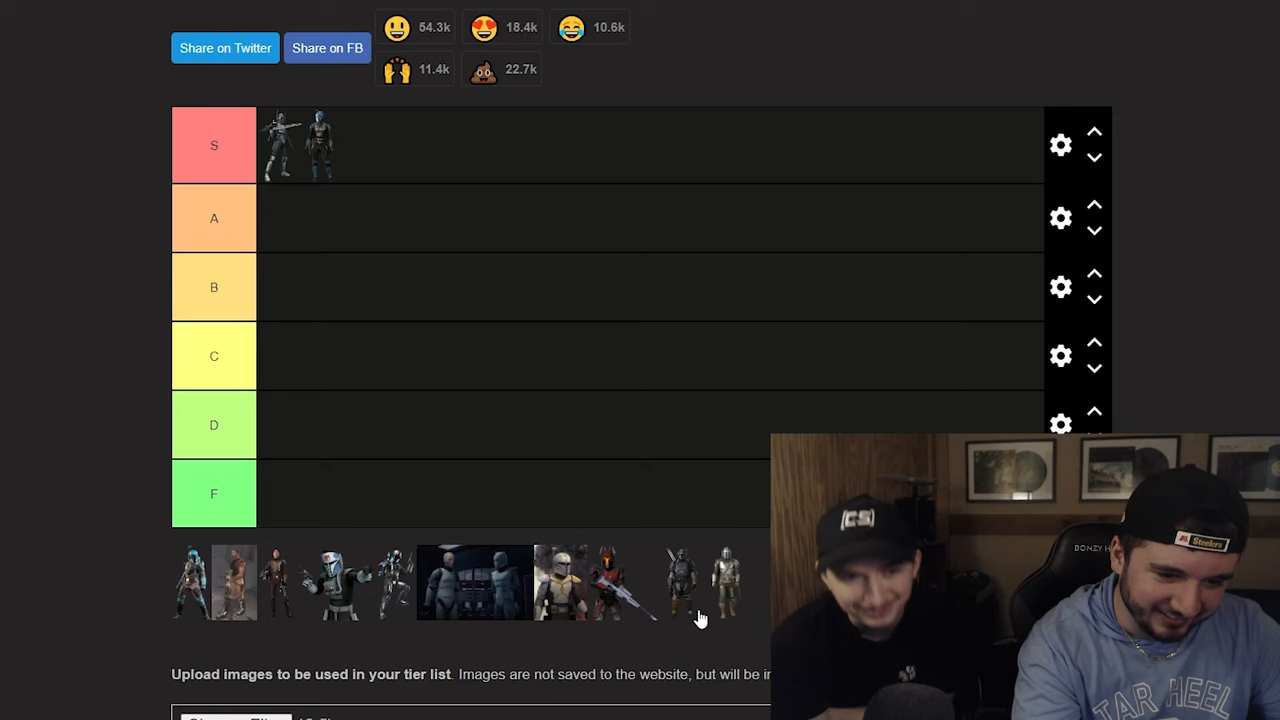 Share on Twitter
Share on FB
54.3k
18.4k
10.6k
11.4k
22.7k
S
A
B
C
D
F
CS
Steelers
BONZY
TAR HEEL
Upload images to be used in your tier list. Images are not saved to the website, but will be